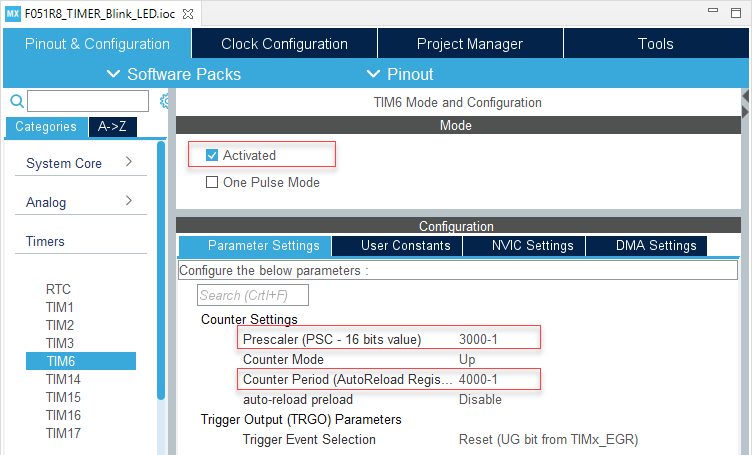 MX F051R8_TIMER_Blink_LED.ioc
Pinout & Configuration Clock Configuration Project Manager Tools
Software Packs Pinout
TIM6 Mode and Configuration
Categories A->Z
Mode
System Core
Activated
One Pulse Mode
Analog
Configuration
Timers
Parameter Settings User Constants NVIC Settings DMA Settings
Configure the below parameters :
RTC
TIM1
TIM2
TIM3
TIM6
TIM14
TIM15
TIM16
TIM17
Search (Crtl+F)
Counter Settings
Prescaler (PSC - 16 bits value) 3000-1
Counter Mode Up
Counter Period (AutoReload Regis... 4000-1
auto-reload preload Disable
Trigger Output (TRGO) Parameters
Trigger Event Selection Reset (UG bit from TIMx_EGR)